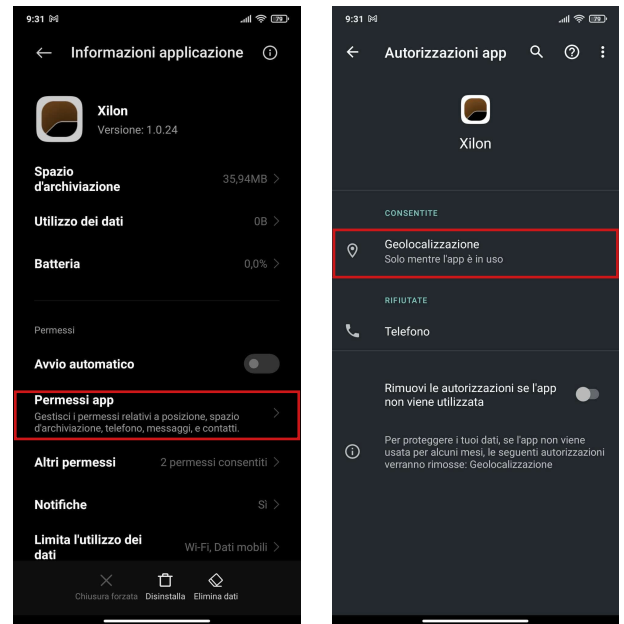 9:31
79
Informazioni applicazione
Xilon
Versione: 1.0.24
Spazio
d'archiviazione
35,94MB
Utilizzo dei dati
0B
Batteria
0,0%
Permessi
Avvio automatico
Permessi app
Gestisci i permessi relativi a posizione, spazio
d'archiviazione, telefono, messaggi, e contatti.
Altri permessi
2 permessi consentiti
Notifiche
Sì
Limita l'utilizzo dei
dati
Wi-Fi, Dati mobili
Chiusura forzata
Disinstalla
Elimina dati
9:31
79
Autorizzazioni app
Xilon
CONSENTITE
Geolocalizzazione
Solo mentre l'app è in uso
RIFIUTATE
Telefono
Rimuovi le autorizzazioni se l'app
non viene utilizzata
Per proteggere i tuoi dati, se l'app non viene
usata per alcuni mesi, le seguenti autorizzazioni
verranno rimosse: Geolocalizzazione